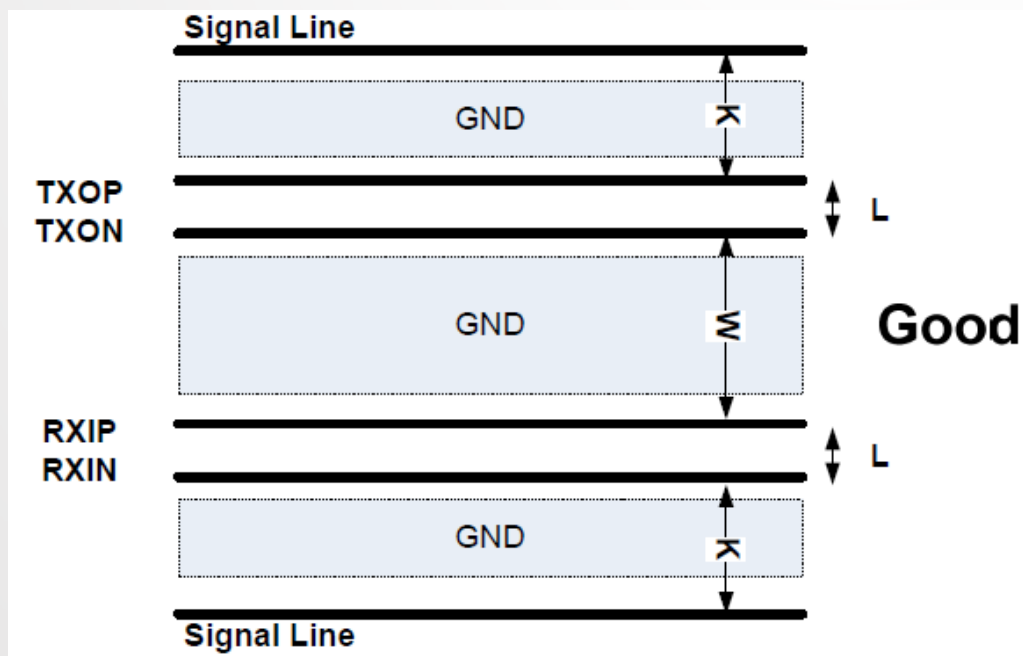 Signal Line
GND
K
TXOP
TXON
L
GND
W
Good
RXIP
RXIN
L
GND
K
Signal Line